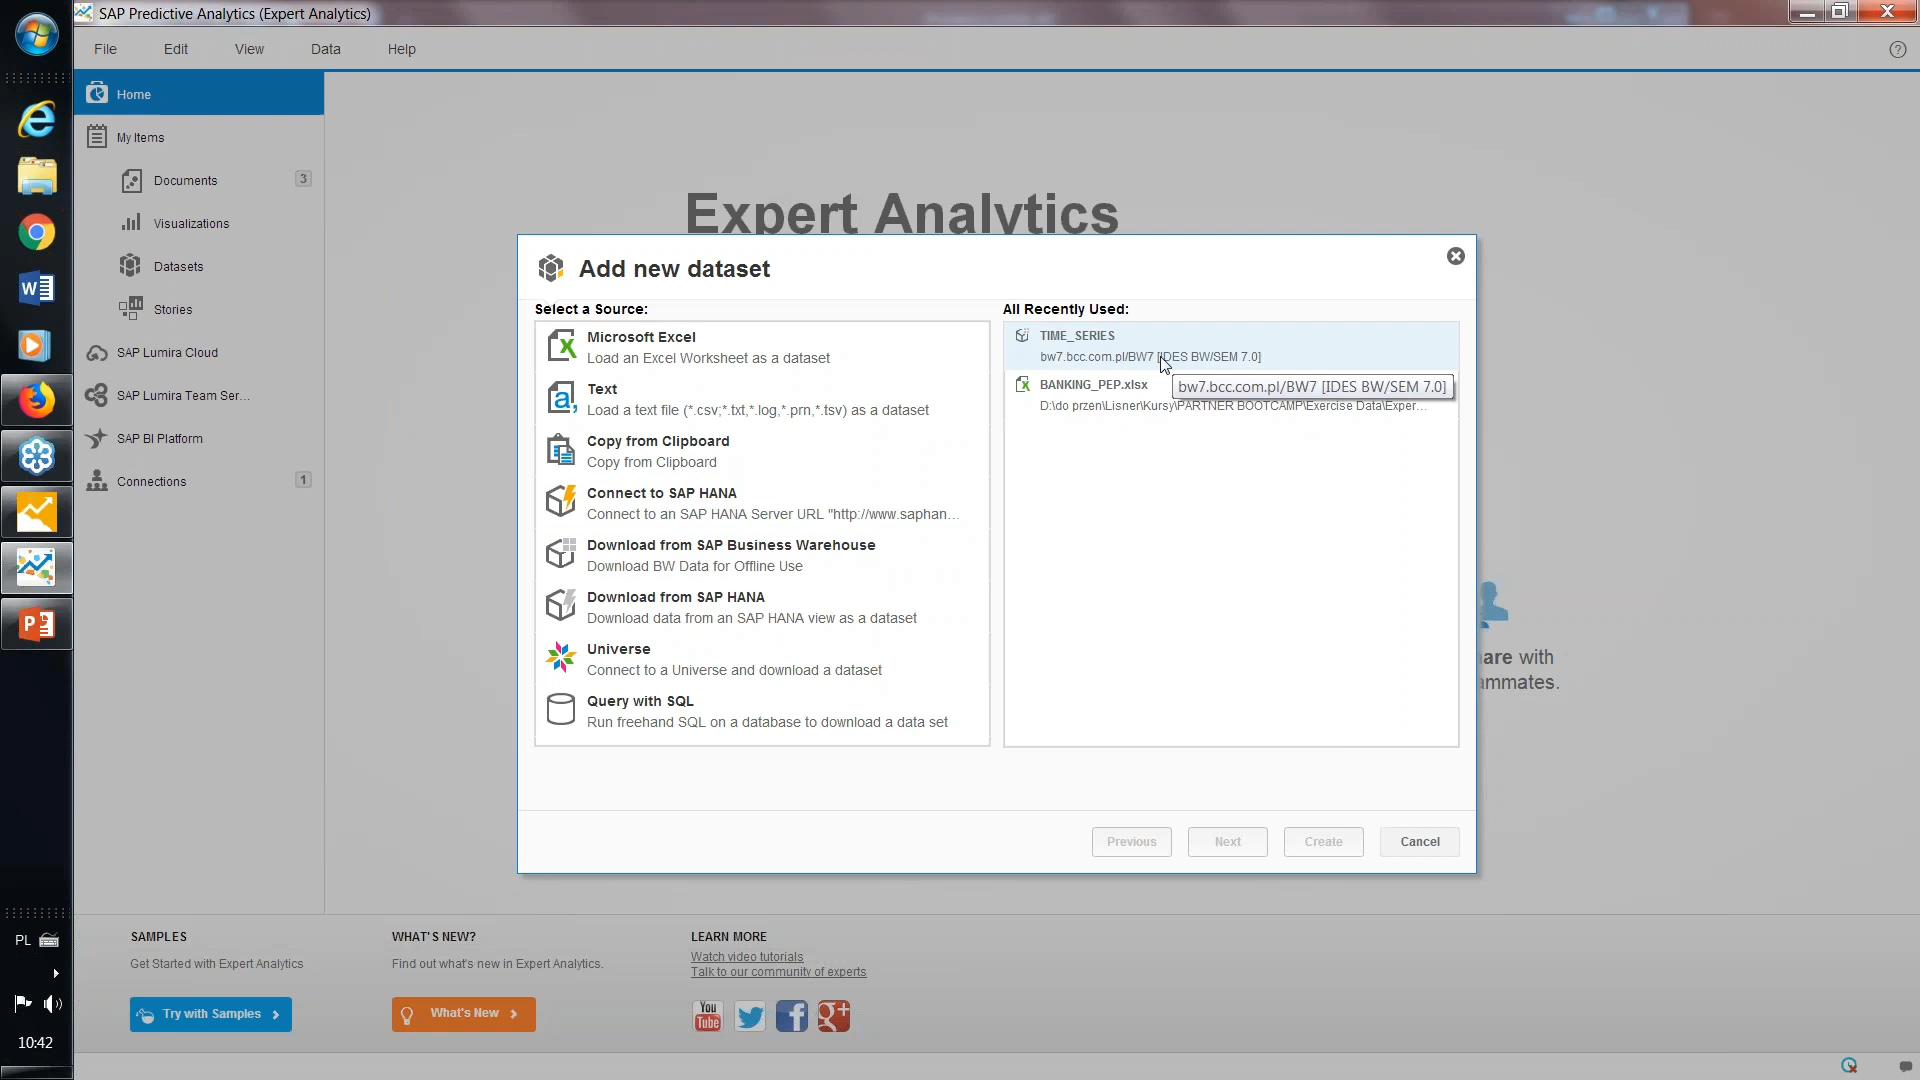 SAP Predictive Analytics (Expert Analytics)
File Edit View Data Help
Home
My Items
Documents 3
Visualizations
Datasets
Stories
SAP Lumira Cloud
SAP Lumira Team Ser...
SAP BI Platform
Connections 1
Expert Analytics
Add new dataset
Select a Source:
Microsoft Excel
Load an Excel Worksheet as a dataset
Text
Load a text file (*.csv;*.txt,*.log,*.prn,*.tsv) as a dataset
Copy from Clipboard
Copy from Clipboard
Connect to SAP HANA
Connect to an SAP HANA Server URL "http://www.saphan...
Download from SAP Business Warehouse
Download BW Data for Offline Use
Download from SAP HANA
Download data from an SAP HANA view as a dataset
Universe
Connect to a Universe and download a dataset
Query with SQL
Run freehand SQL on a database to download a data set
All Recently Used:
TIME_SERIES
bw7.bcc.com.pl/BW7 [IDES BW/SEM 7.0]
BANKING_PEP.xlsx
bw7.bcc.com.pl/BW7 [IDES BW/SEM 7.0]
D:\do przen\Lisner\Kursy\PARTNER BOOTCAMP\Exercise Data\Exper...
Previous Next Create Cancel
are with
ammates.
SAMPLES
Get Started with Expert Analytics
Try with Samples
WHAT'S NEW?
Find out what's new in Expert Analytics.
What's New
LEARN MORE
Watch video tutorials
Talk to our community of experts
You
Tube
PL
10:42